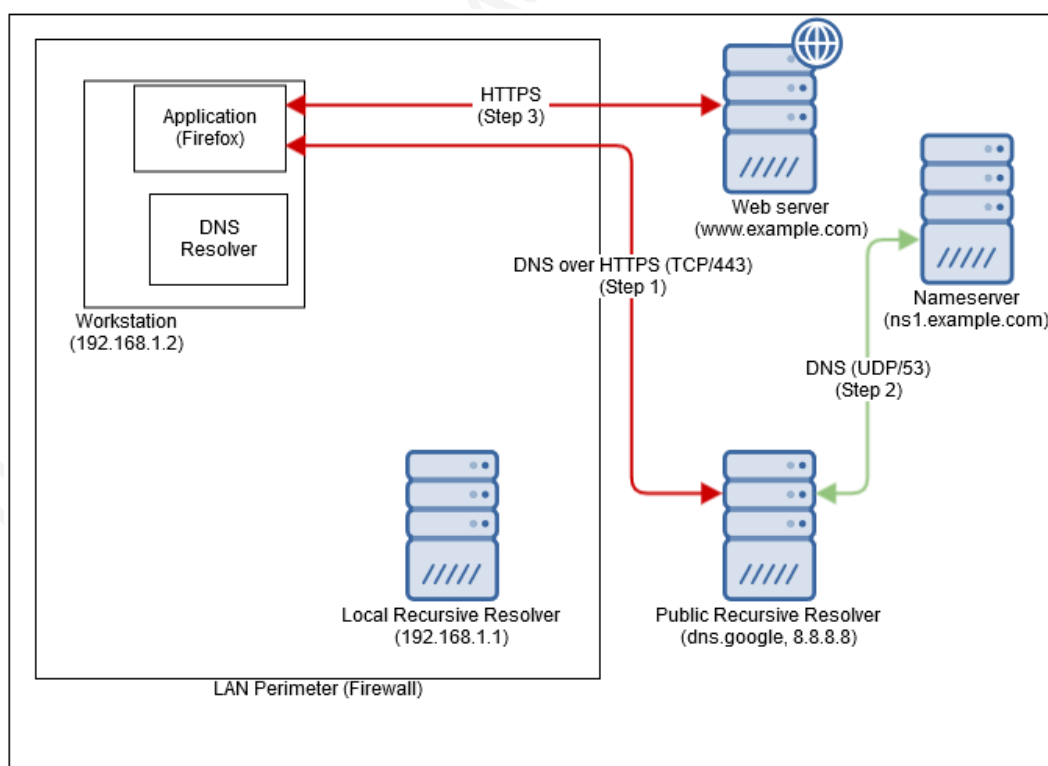 Application
(Firefox)
DNS
Resolver
Workstation
(192.168.1.2)
HTTPS
(Step 3)
Web server
(www.example.com)
Nameserver
(ns1.example.com)
DNS over HTTPS (TCP/443)
(Step 1)
DNS (UDP/53)
(Step 2)
Local Recursive Resolver
(192.168.1.1)
Public Recursive Resolver
(dns.google, 8.8.8.8)
LAN Perimeter (Firewall)